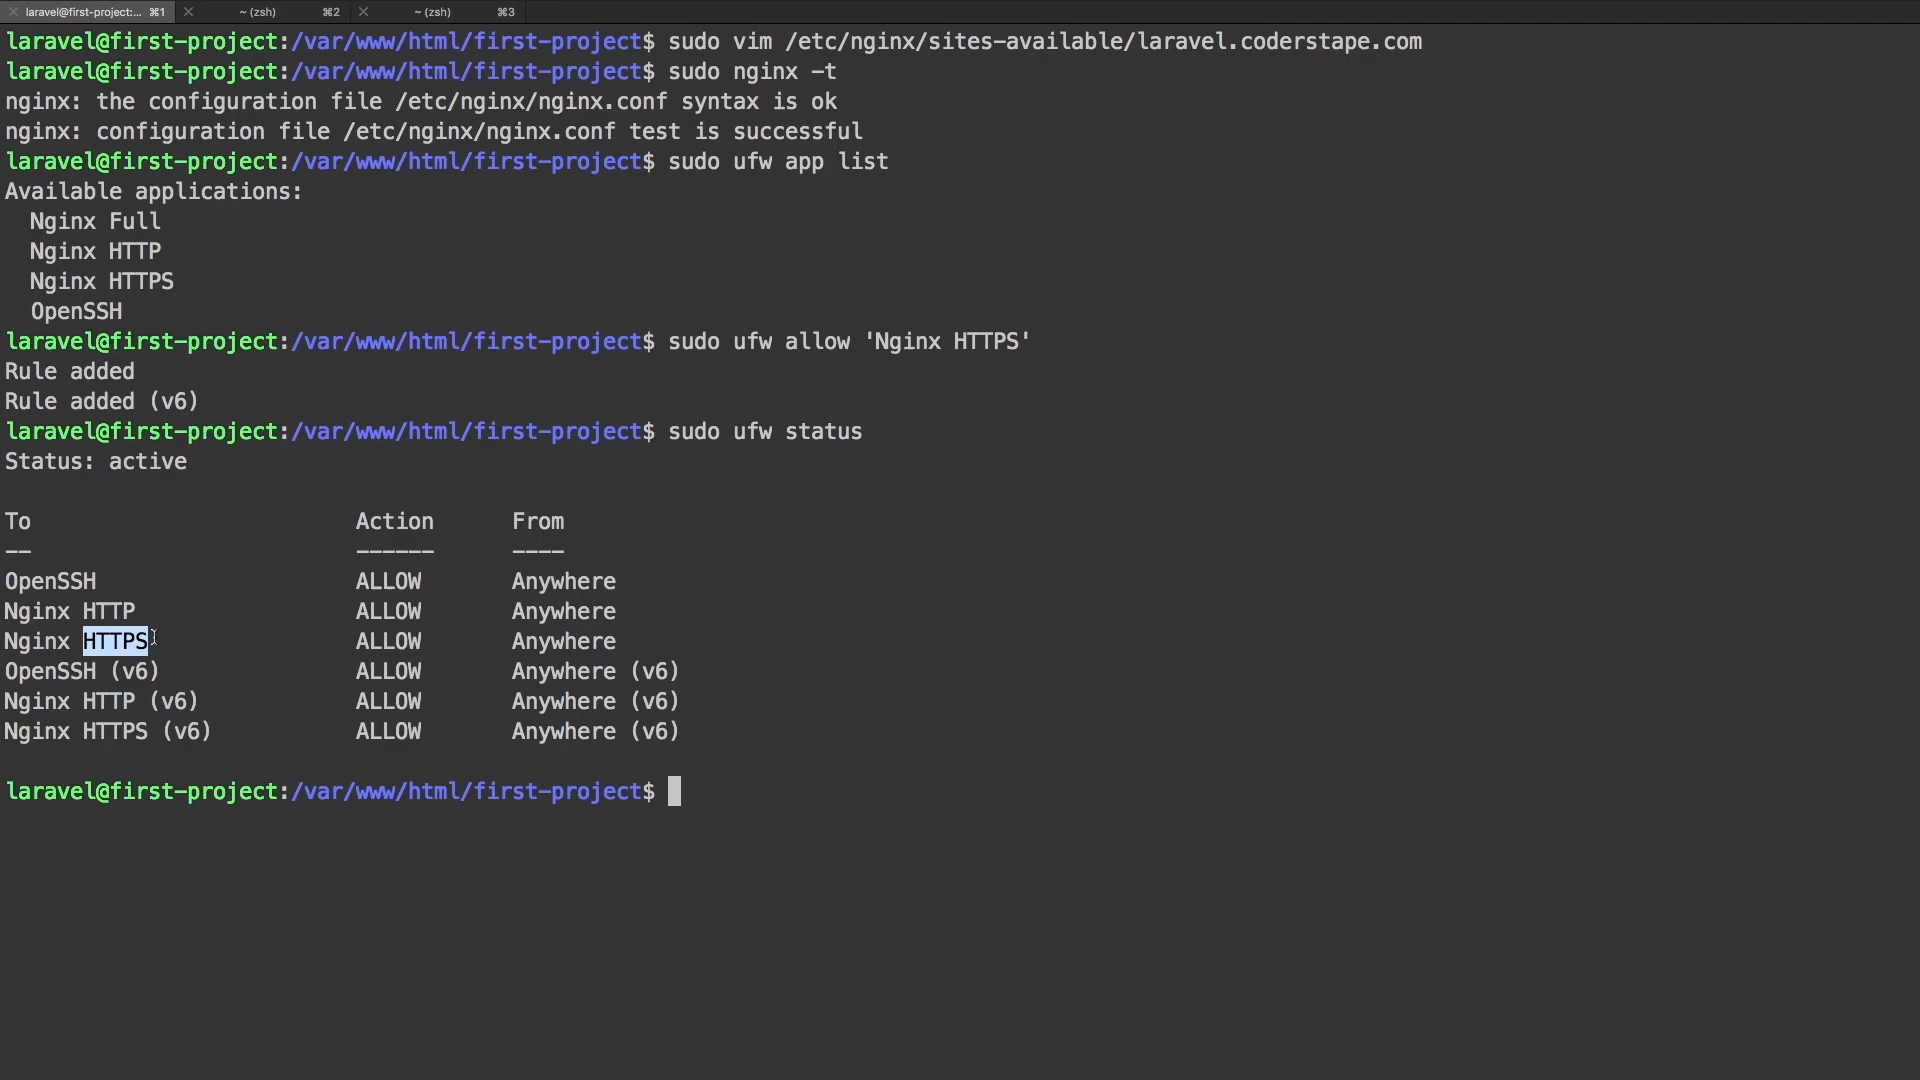 laravel@first-project:... ⌘1 ~ (zsh) ⌘2 ~ (zsh) ⌘3
laravel@first-project:/var/www/html/first-project$ sudo vim /etc/nginx/sites-available/laravel.coderstape.com
laravel@first-project:/var/www/html/first-project$ sudo nginx -t
nginx: the configuration file /etc/nginx/nginx.conf syntax is ok
nginx: configuration file /etc/nginx/nginx.conf test is successful
laravel@first-project:/var/www/html/first-project$ sudo ufw app list
Available applications:
  Nginx Full
  Nginx HTTP
  Nginx HTTPS
  OpenSSH
laravel@first-project:/var/www/html/first-project$ sudo ufw allow 'Nginx HTTPS'
Rule added
Rule added (v6)
laravel@first-project:/var/www/html/first-project$ sudo ufw status
Status: active
To                         Action      From
--                         ------      ----
OpenSSH                    ALLOW       Anywhere
Nginx HTTP                 ALLOW       Anywhere
Nginx HTTPS                ALLOW       Anywhere
OpenSSH (v6)               ALLOW       Anywhere (v6)
Nginx HTTP (v6)            ALLOW       Anywhere (v6)
Nginx HTTPS (v6)           ALLOW       Anywhere (v6)
laravel@first-project:/var/www/html/first-project$